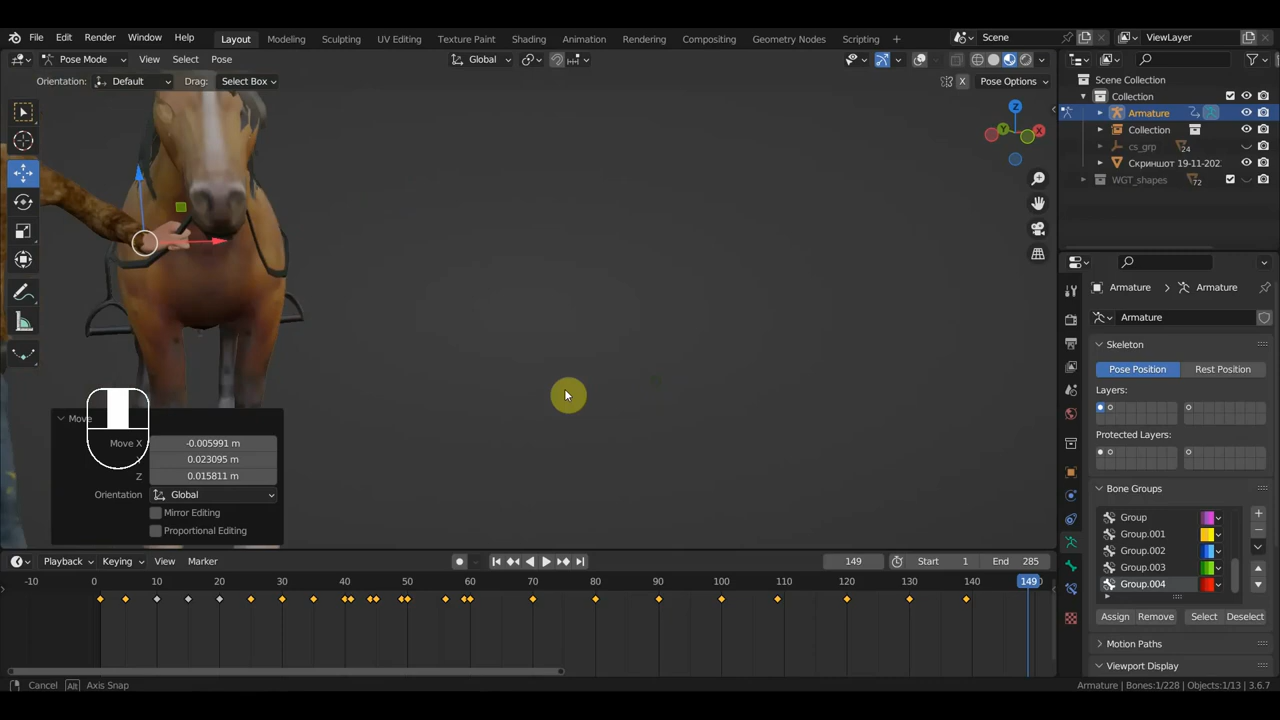 File Edit Render Window Help Layout Modeling Sculpting UV Editing Texture Paint Shading Animation Rendering Compositing Geometry Nodes Scripting + Scene ViewLayer
Pose Mode View Select Pose Global
Orientation: Default Drag: Select Box X Pose Options
Scene Collection
Collection
Armature
Collection
cs_grp 24
Скриншот 19-11-202
WGT_shapes 72
Z
Y
X
Armature > Armature
Armature
Skeleton
Pose Position Rest Position
Layers:
Protected Layers:
Bone Groups
Group
Group.001
Group.002
Group.003
Group.004
Assign Remove Select Deselect
Motion Paths
Viewport Display
Move
Move X -0.005991 m
0.023095 m
Z 0.015811 m
Orientation Global
Mirror Editing
Proportional Editing
Playback Keying View Marker 149 Start 1 End 285
-10 0 10 20 30 40 50 60 70 80 90 100 110 120 130 140 149
Cancel Alt Axis Snap Armature | Bones:1/228 | Objects:1/13 | 3.6.7